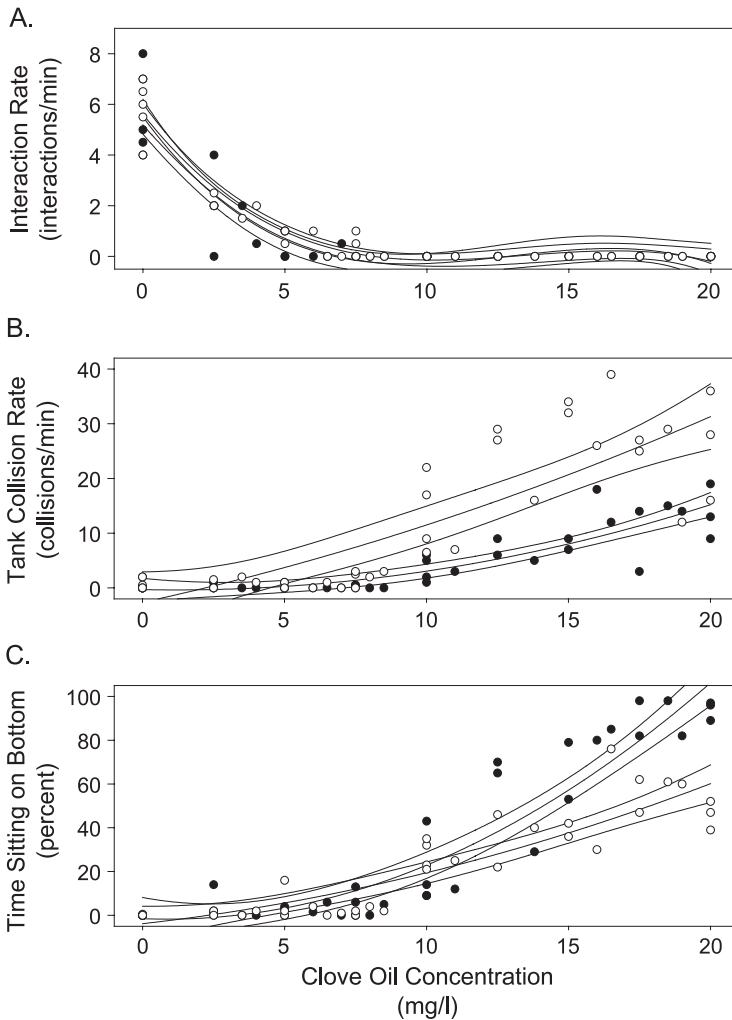 A.
Interaction Rate
(interactions/min)
8
6
4
2
0
0 5 10 15 20
B.
Tank Collision Rate
(collisions/min)
40
30
20
10
0
0 5 10 15 20
C.
Time Sitting on Bottom
(percent)
100
80
60
40
20
0
0 5 10 15 20
Clove Oil Concentration
(mg/l)